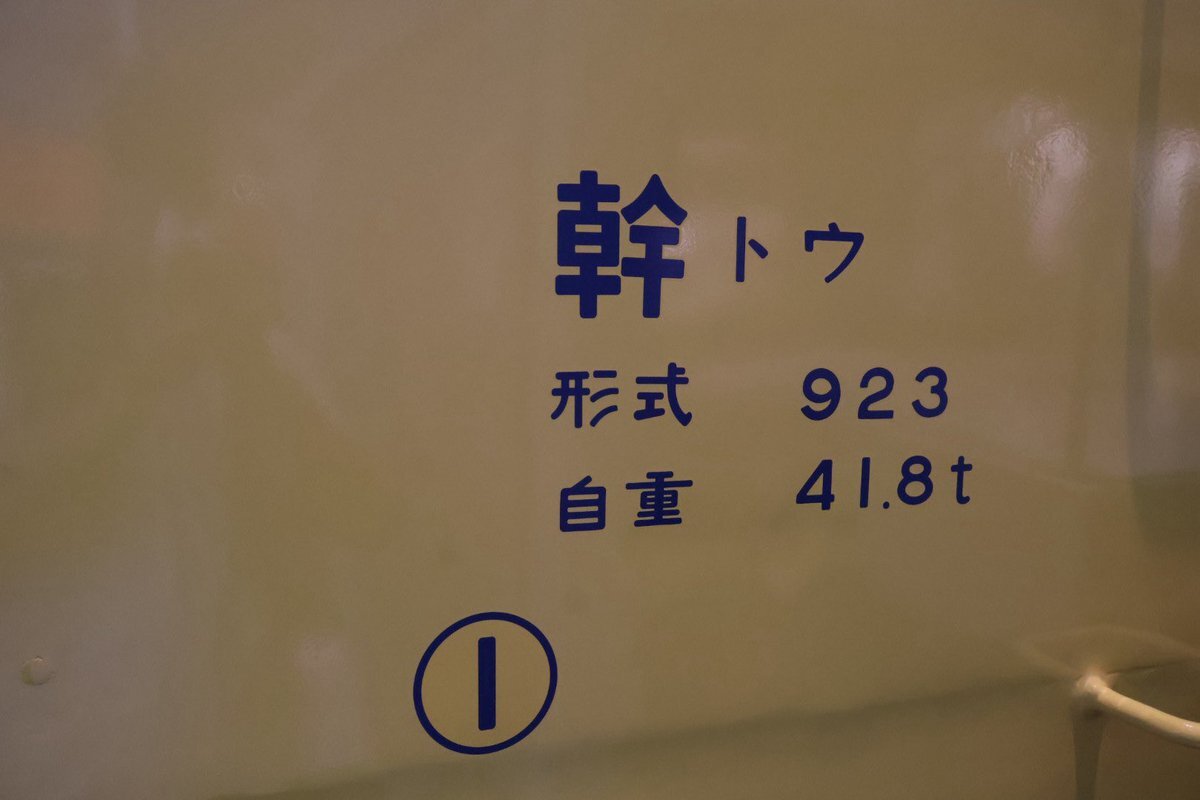 幹トウ
形式 923
自重 41.8t
①